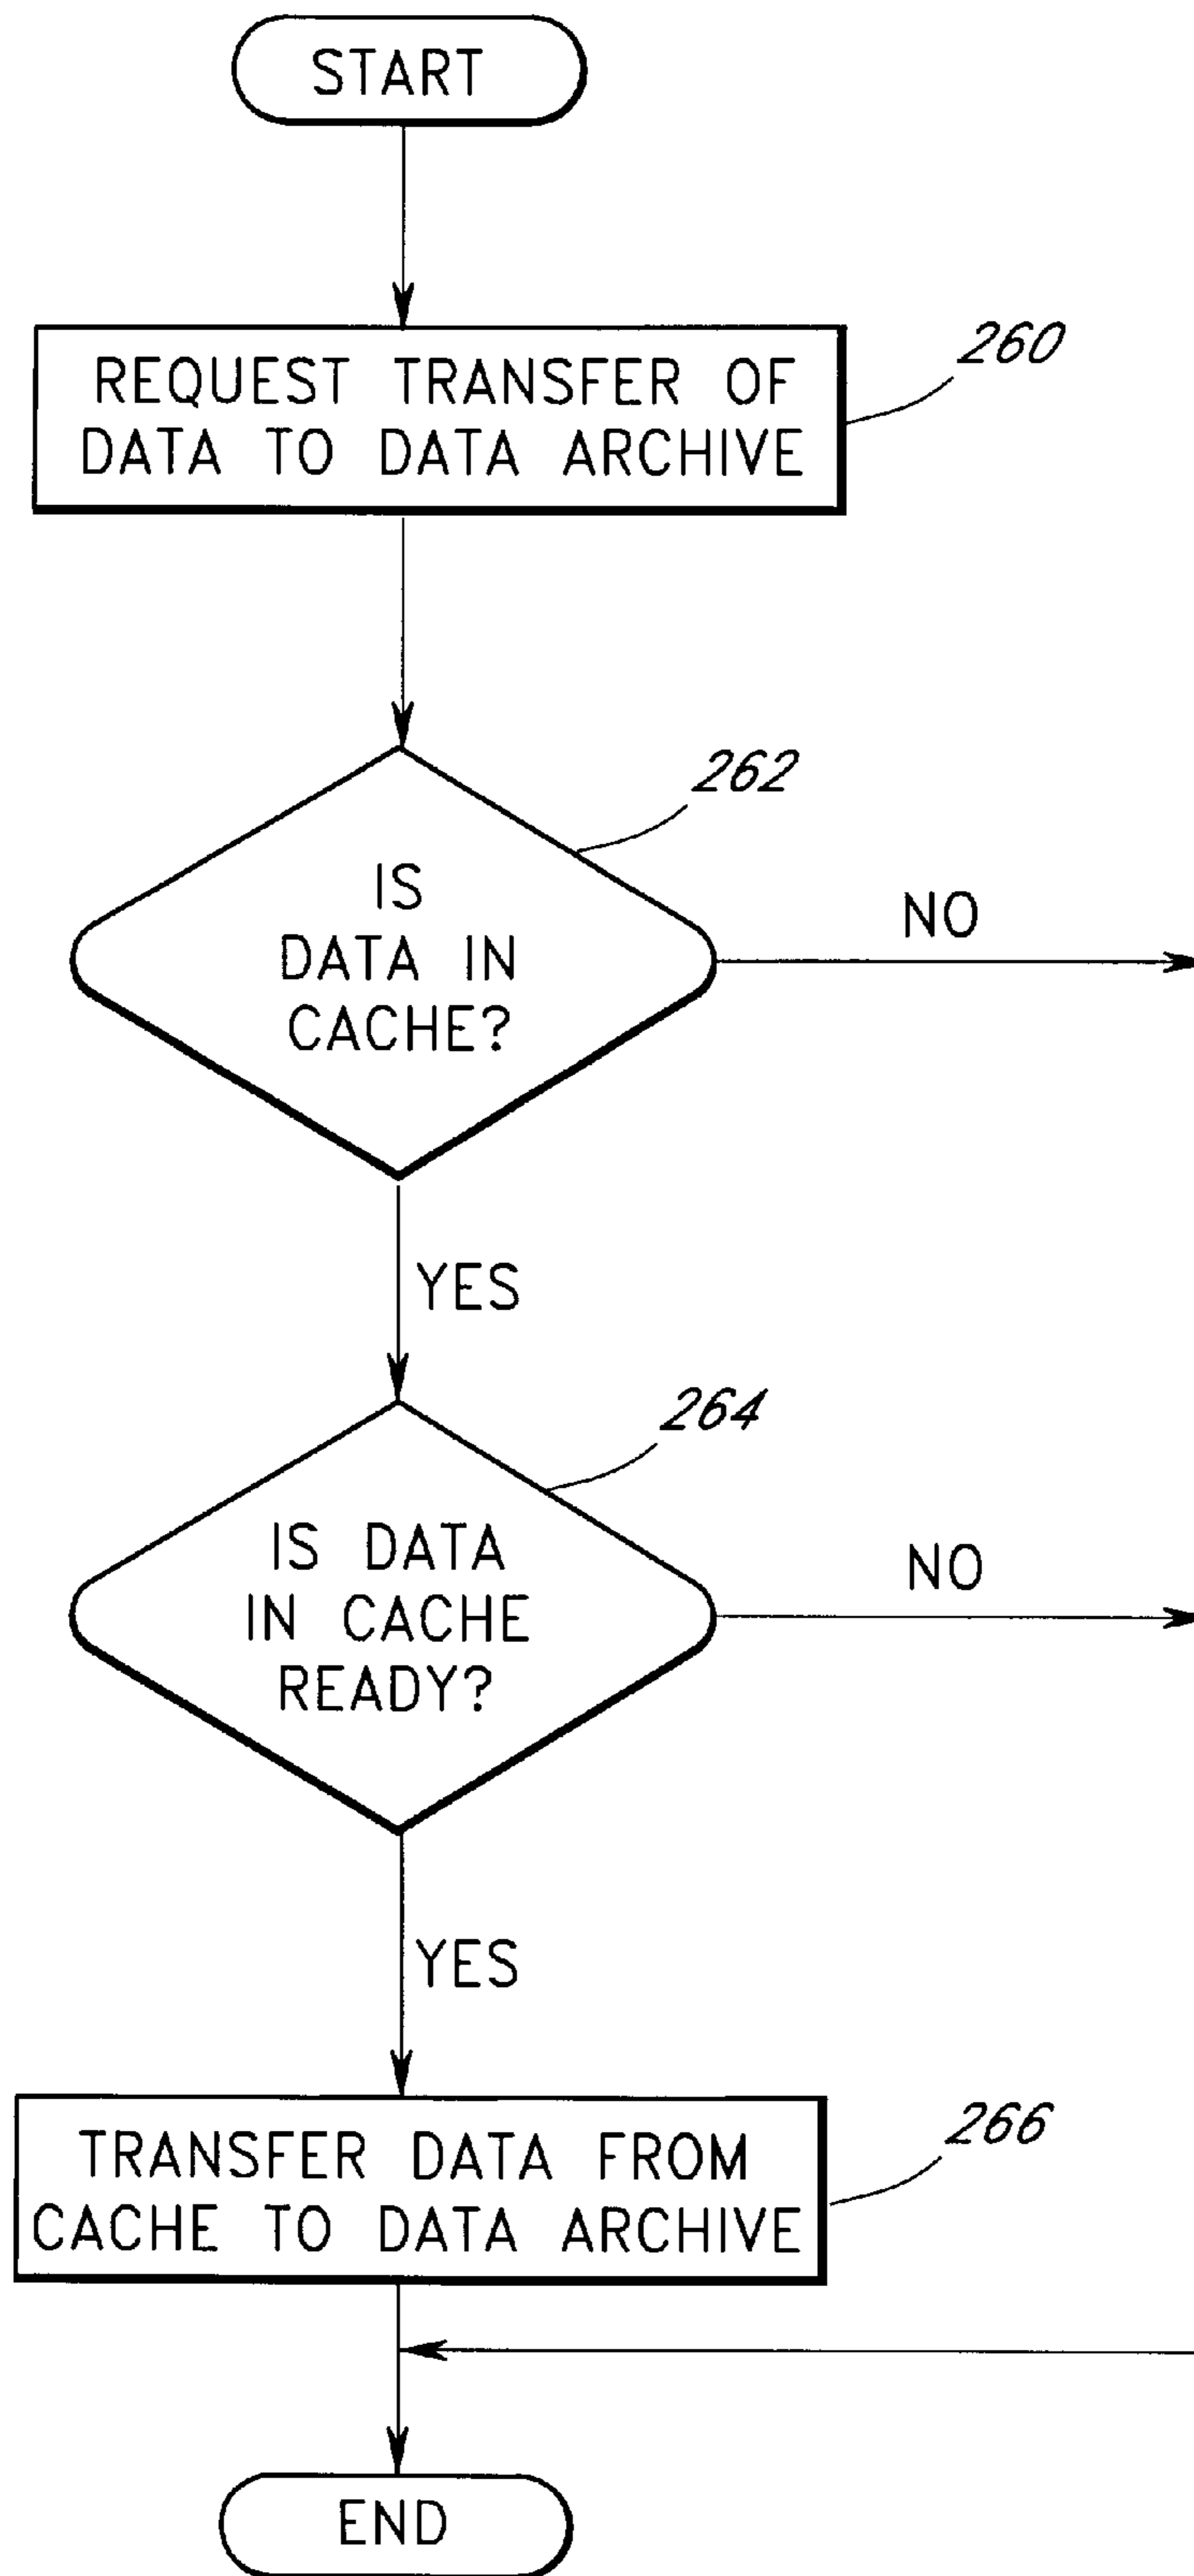 START
REQUEST TRANSFER OF
DATA TO DATA ARCHIVE
260
262
IS
DATA IN
CACHE?
NO
YES
264
IS DATA
IN CACHE
READY?
NO
YES
TRANSFER DATA FROM
CACHE TO DATA ARCHIVE
266
END